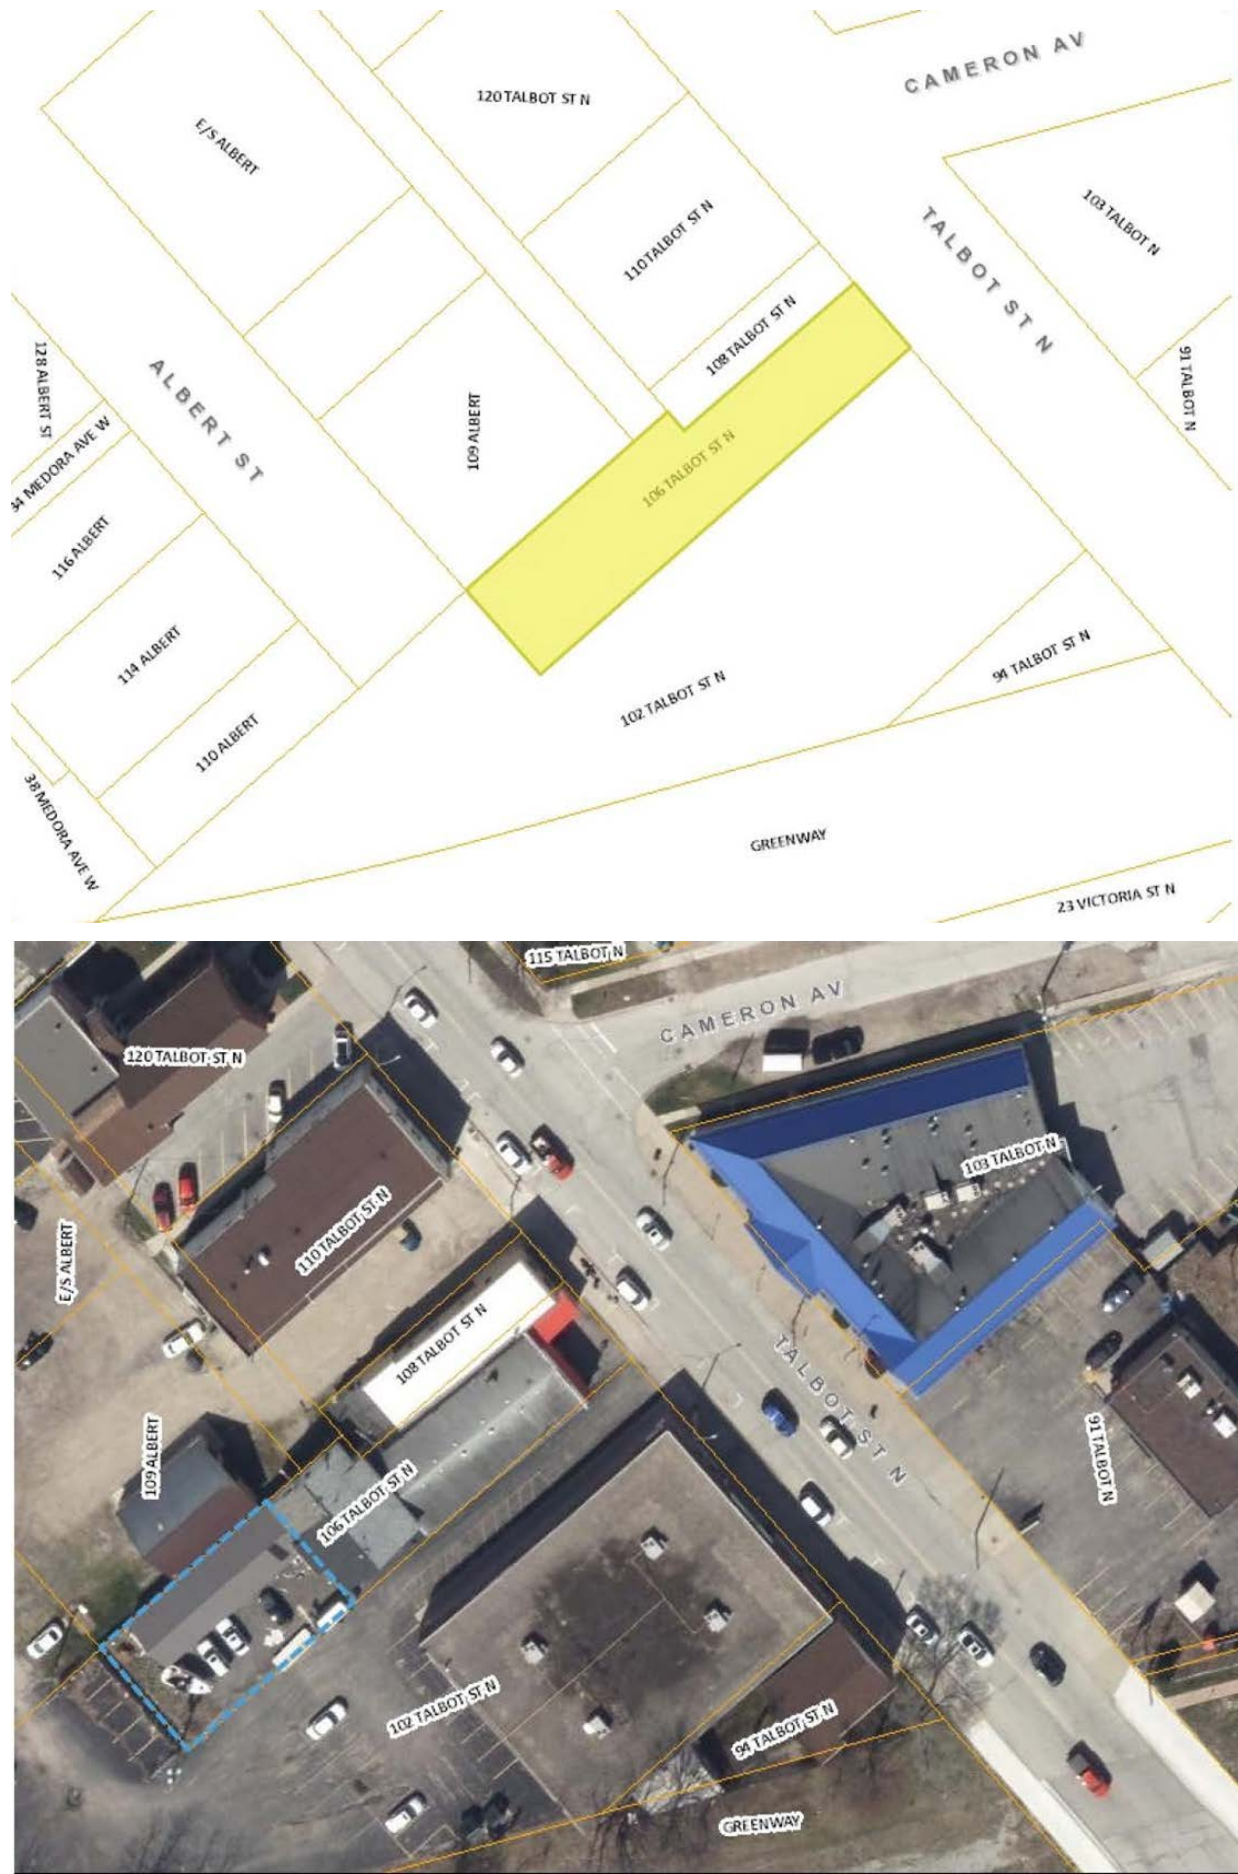 CAMERON AV
120 TALBOT ST N
E/S ALBERT
103 TALBOT N
110 TALBOT ST N
TALBOT ST N
108 TALBOT ST N
128 ALBERT ST
ALBERT ST
91 TALBOT N
34 MEDORA AVE W
109 ALBERT
106 TALBOT ST N
116 ALBERT
114 ALBERT
94 TALBOT ST N
102 TALBOT ST N
110 ALBERT
38 MEDORA AVE W
GREENWAY
23 VICTORIA ST N
115 TALBOT N
CAMERON AV
120 TALBOT ST N
103 TALBOT N
110 TALBOT ST N
E/S ALBERT
108 TALBOT ST N
TALBOT ST N
109 ALBERT
91 TALBOT N
106 TALBOT ST N
102 TALBOT ST N
94 TALBOT ST N
GREENWAY